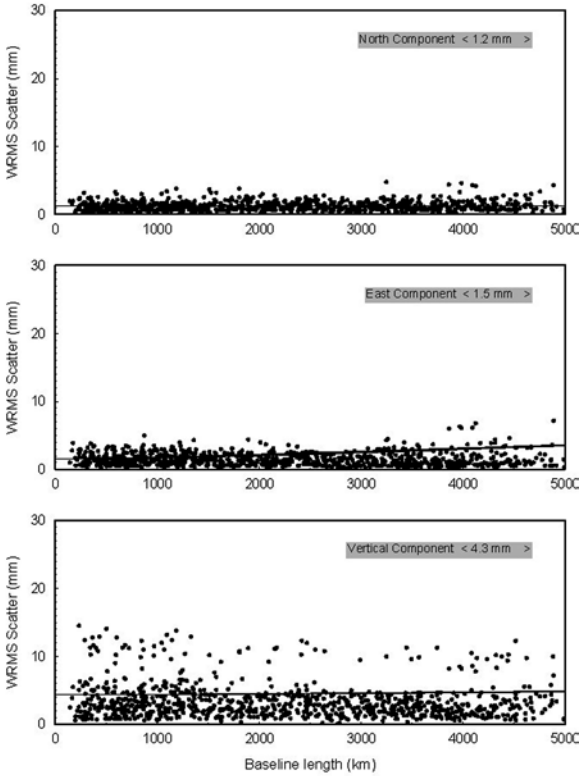 30
North Component < 1.2 mm >
20
WRMS Scatter (mm)
10
0
0 1000 2000 3000 4000 5000
30
East Component < 1.5 mm >
20
WRMS Scatter (mm)
10
0
0 1000 2000 3000 4000 5000
30
Vertical Component < 4.3 mm >
20
WRMS Scatter (mm)
10
0
0 1000 2000 3000 4000 5000
Baseline length (km)